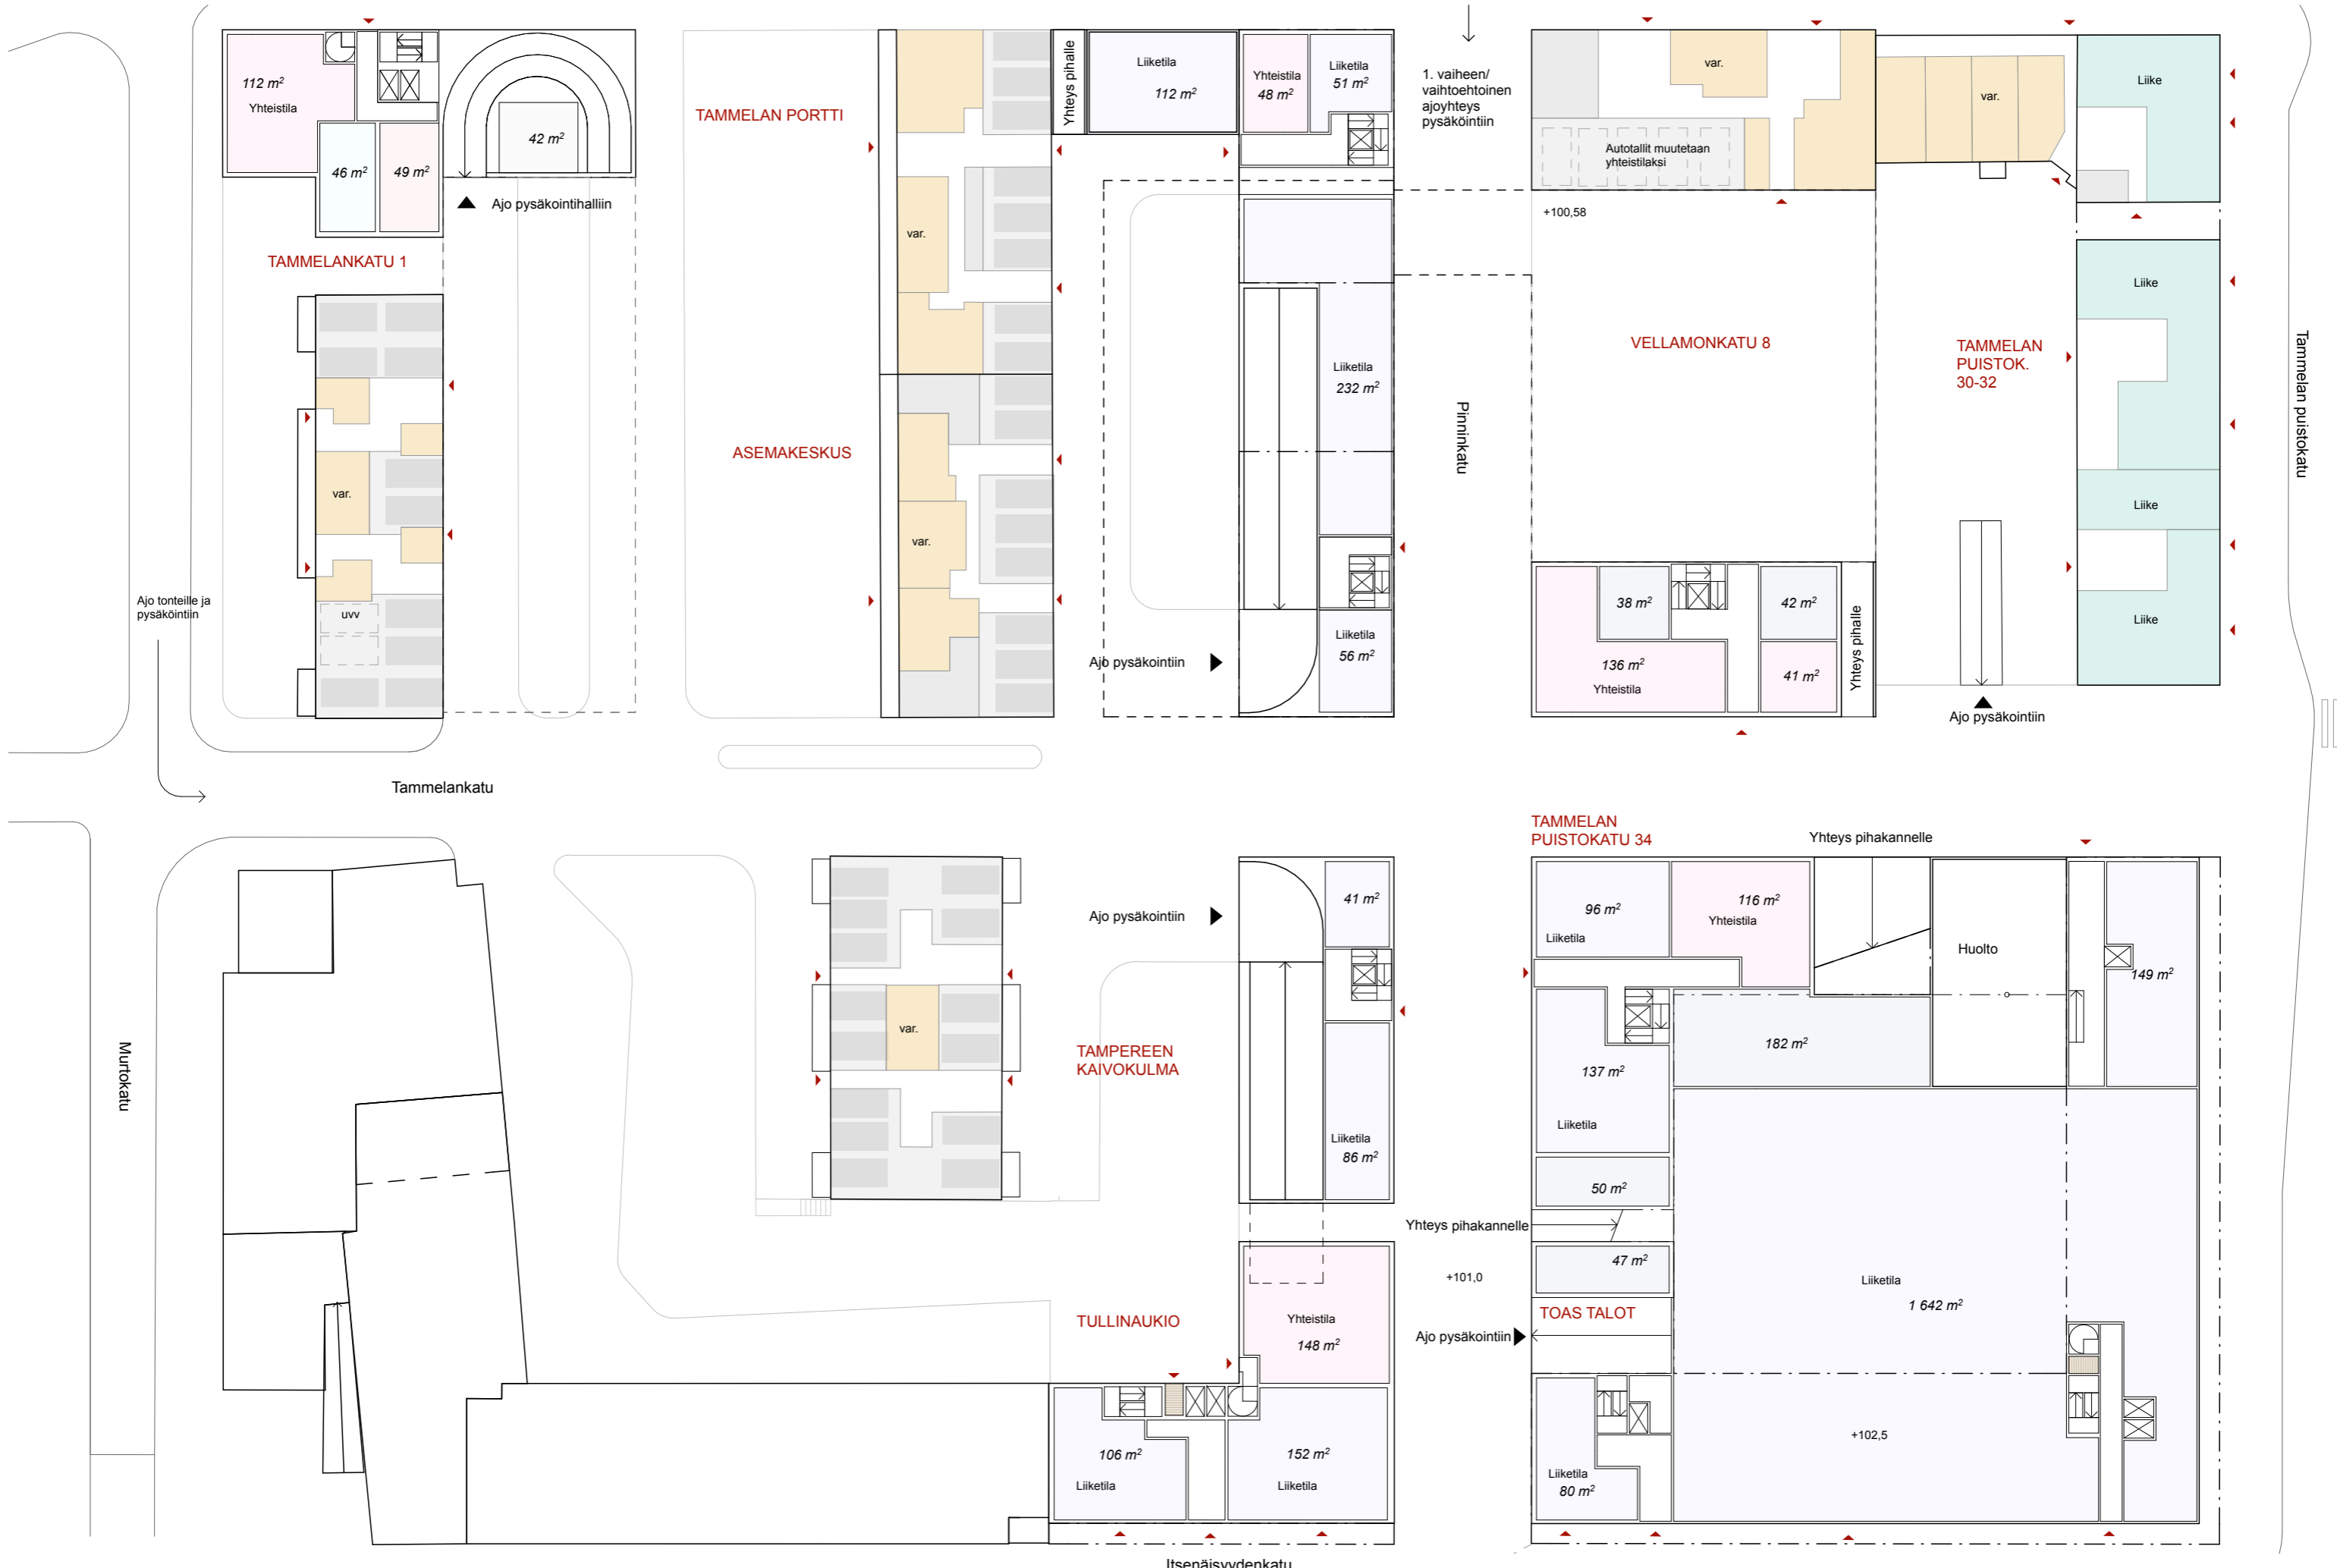 112 m²
Yhteistila
46 m²
49 m²
42 m²
Ajo pysäkointihalliin
TAMMELANKATU 1
var.
uvv
Ajo tonteille ja
pysäköintiin
TAMMELAN PORTTI
var.
ASEMAKESKUS
var.
Yhteys pihalle
Liiketila
112 m²
Yhteistila
48 m²
Liiketila
51 m²
Liiketila
232 m²
Liiketila
56 m²
Ajo pysäkointiin
1. vaiheen/
vaihtoehtoinen
ajoyhteys
pysäköintiin
Pinninkatu
var.
Autotallit muutetaan
yhteistilaksi
+100,58
VELLAMONKATU 8
38 m²
42 m²
136 m²
Yhteistila
41 m²
Yhteys pihalle
var.
TAMMELAN
PUISTOK.
30-32
Ajo pysäkointiin
Liike
Liike
Liike
Liike
Tammelan puistokatu
Tammelankatu
Murtokatu
var.
TAMPEREEN
KAIVOKULMA
Ajo pysäkointiin
41 m²
Liiketila
86 m²
TULLINAUKIO
Yhteistila
148 m²
106 m²
Liiketila
152 m²
Liiketila
Itsenäisyydenkatu
TAMMELAN
PUISTOKATU 34
Yhteys pihakannelle
96 m²
Liiketila
116 m²
Yhteistila
Huolto
149 m²
182 m²
137 m²
Liiketila
50 m²
Yhteys pihakannelle
47 m²
+101,0
TOAS TALOT
Ajo pysäkointiin
Liiketila
1 642 m²
+102,5
Liiketila
80 m²